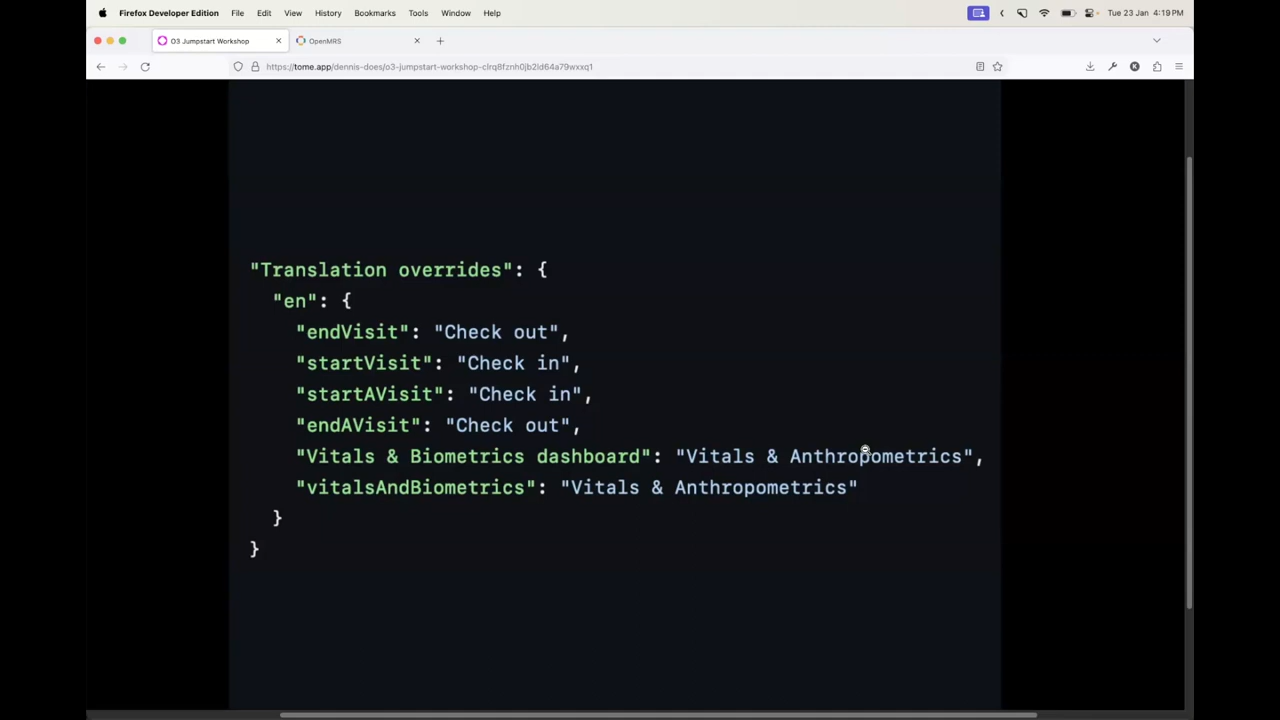 Firefox Developer Edition File Edit View History Bookmarks Tools Window Help Tue 23 Jan 4:19 PM
O3 Jumpstart Workshop OpenMRS
https://tome.app/dennis-does/o3-jumpstart-workshop-clrq8fznh0jb2ld64a79wxxq1
"Translation overrides": {
"en": {
"endVisit": "Check out",
"startVisit": "Check in",
"startAVisit": "Check in",
"endAVisit": "Check out",
"Vitals & Biometrics dashboard": "Vitals & Anthropometrics",
"vitalsAndBiometrics": "Vitals & Anthropometrics"
}
}